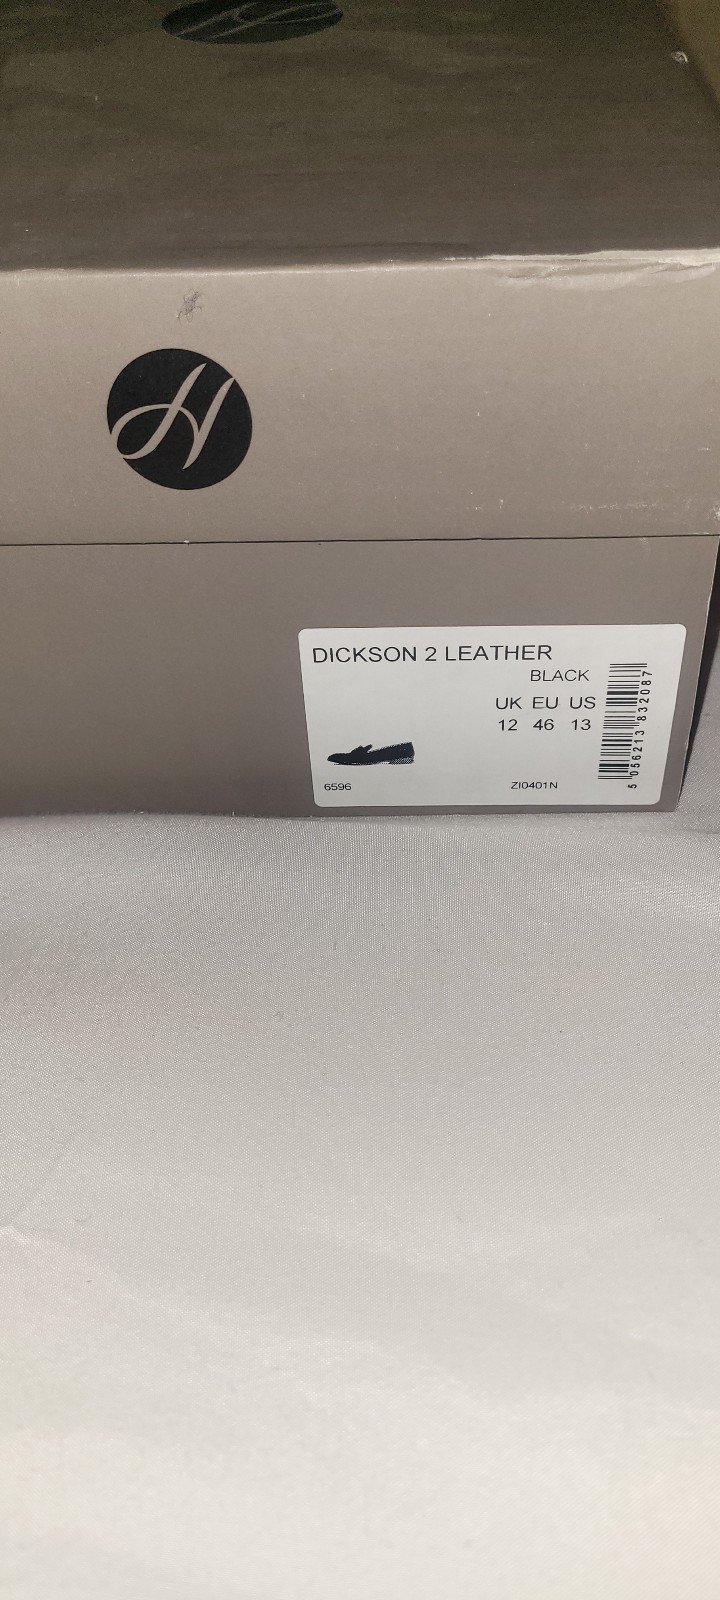 H
DICKSON 2 LEATHER
BLACK
UK EU US
12 46 13
6596
ZI0401N
5 056213 832087